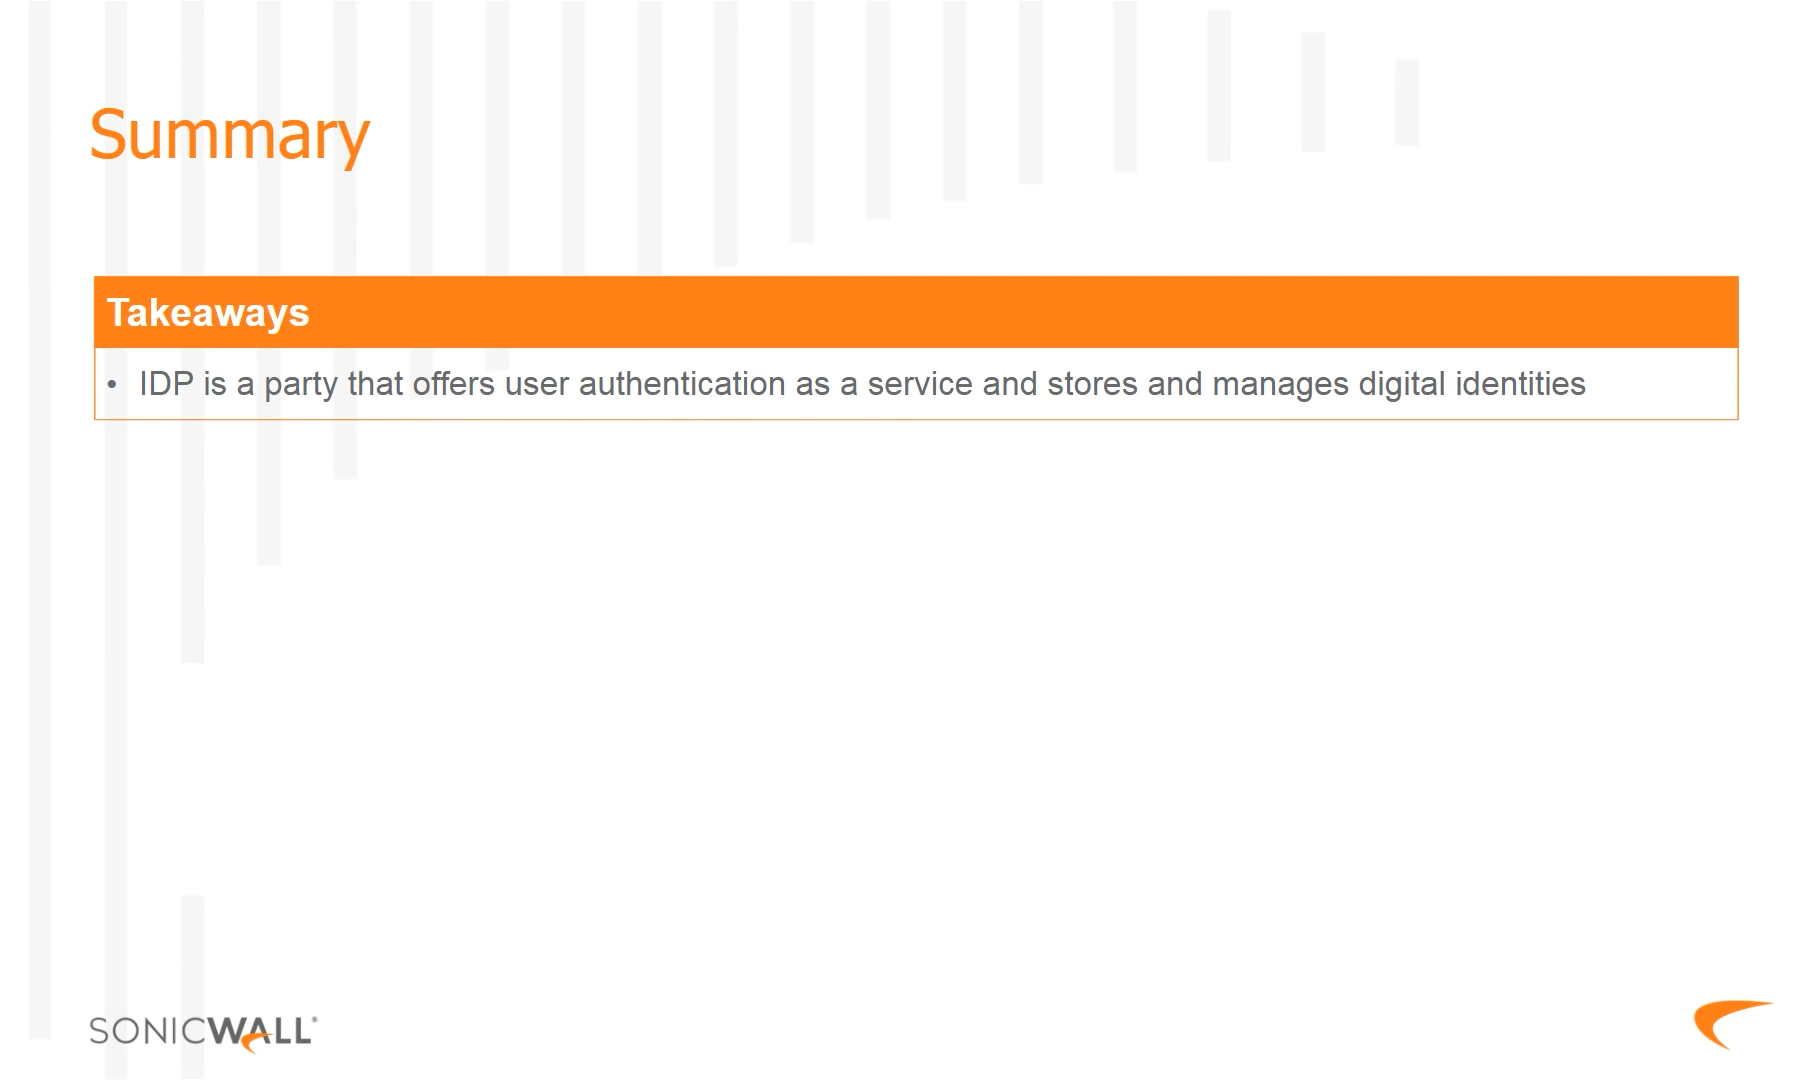 Summary
Takeaways
• IDP is a party that offers user authentication as a service and stores and manages digital identities
SONICWALL®